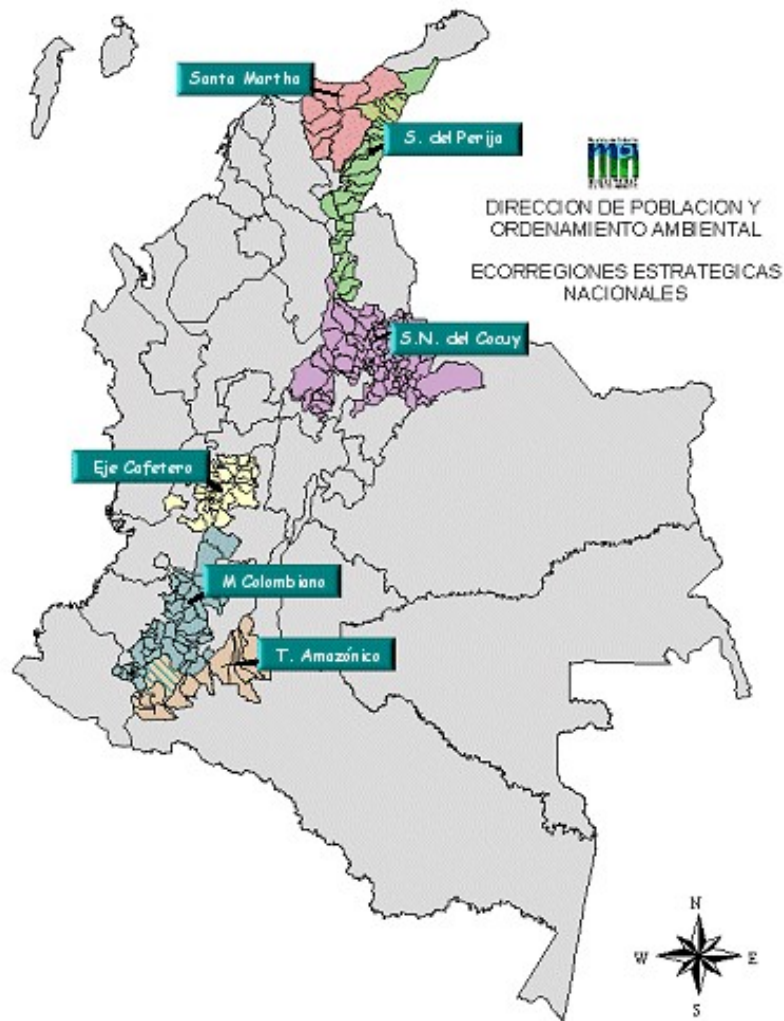 Santa Martha
S. del Perija
DIRECCION DE POBLACION Y
ORDENAMIENTO AMBIENTAL
ECORREGIONES ESTRATEGICAS
NACIONALES
S.N. del Cocuy
Eje Cafetero
M Colombiano
T. Amazónico
N
W E
S